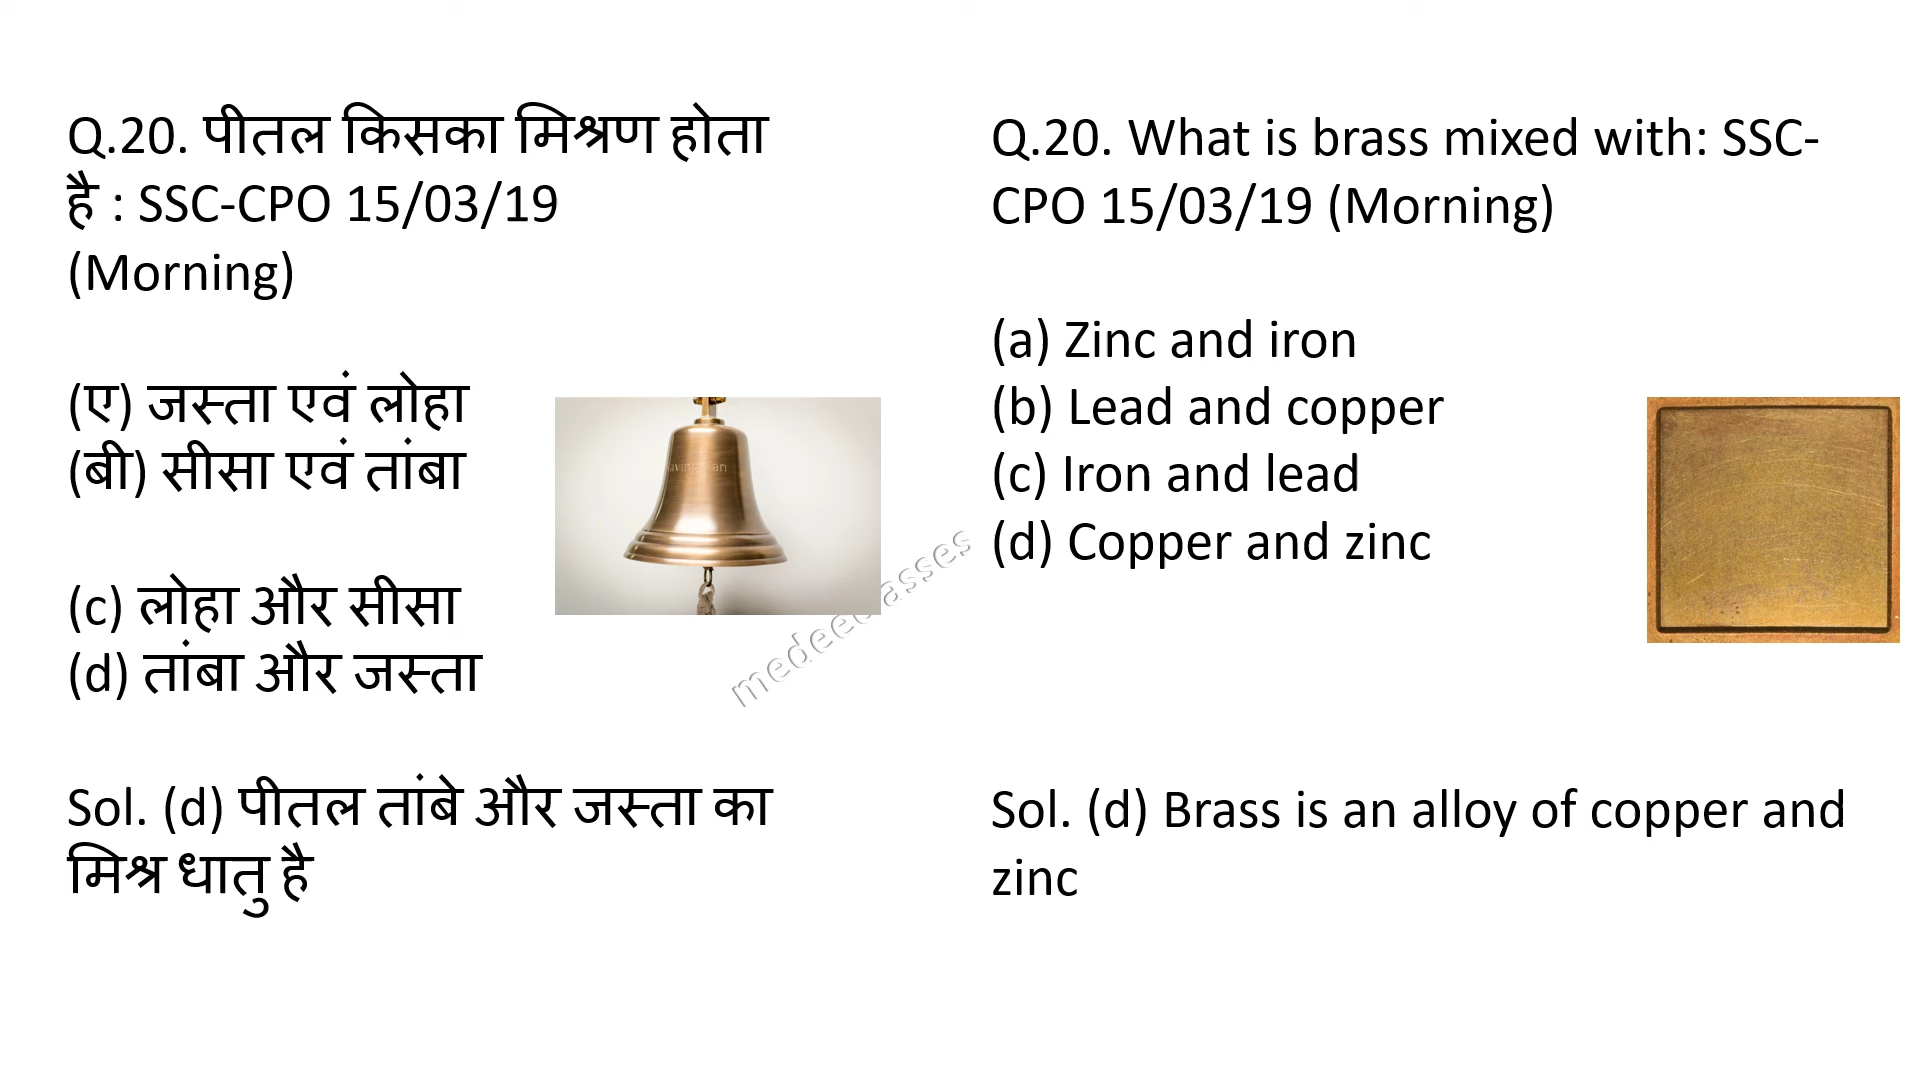 Q.20. पीतल किसका मिश्रण होता
है : SSC-CPO 15/03/19
(Morning)
(ए) जस्ता एवं लोहा
(बी) सीसा एवं तांबा
(c) लोहा और सीसा
(d) तांबा और जस्ता
Sol. (d) पीतल तांबे और जस्ता का
मिश्र धातु है
Q.20. What is brass mixed with: SSC-
CPO 15/03/19 (Morning)
(a) Zinc and iron
(b) Lead and copper
(c) Iron and lead
(d) Copper and zinc
Sol. (d) Brass is an alloy of copper and
zinc